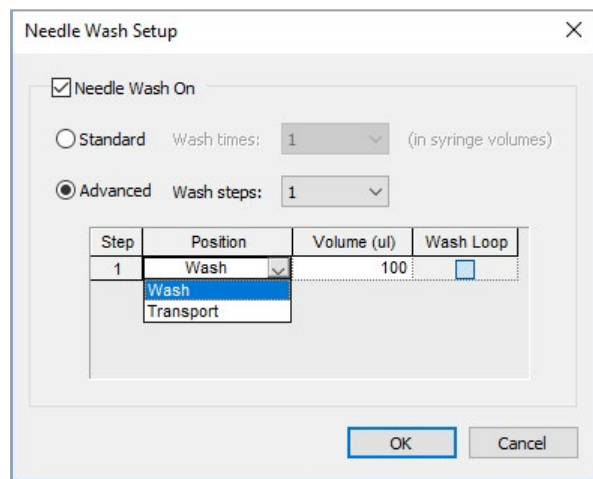 Needle Wash Setup
Needle Wash On
Standard Wash times: 1 (in syringe volumes)
Advanced Wash steps: 1
Step Position Volume (ul) Wash Loop
1 Wash 100
Wash
Transport
OK Cancel